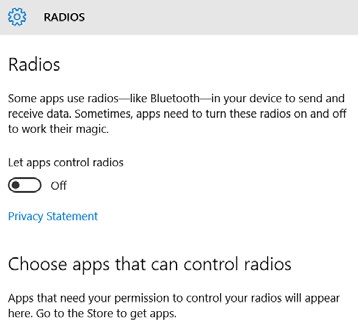 RADIOS
Radios
Some apps use radios—like Bluetooth—in your device to send and
receive data. Sometimes, apps need to turn these radios on and off
to work their magic.
Let apps control radios
Off
Privacy Statement
Choose apps that can control radios
Apps that need your permission to control your radios will appear
here. Go to the Store to get apps.